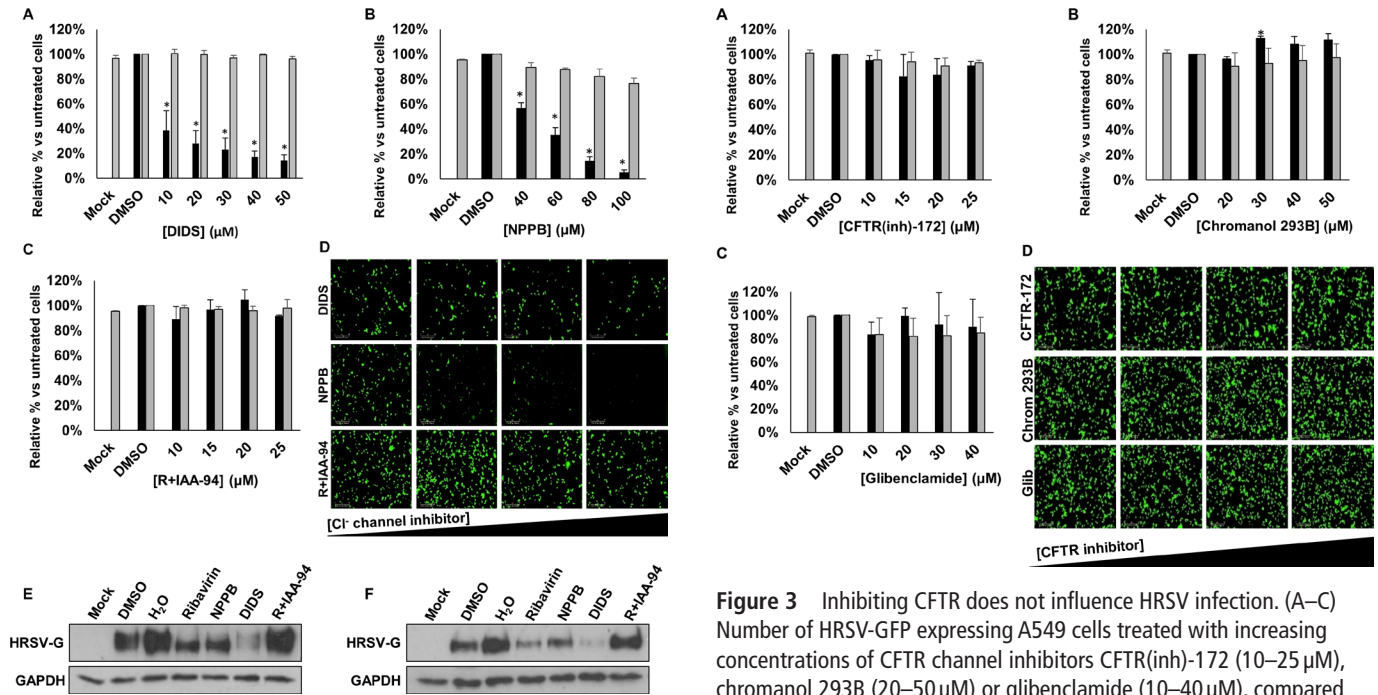 A
Relative % vs untreated cells
120%
100%
80%
60%
40%
20%
0%
* * * * *
Mock DMSO 10 20 30 40 50
[DIDS] (µM)
B
Relative % vs untreated cells
120%
100%
80%
60%
40%
20%
0%
* * * *
Mock DMSO 40 60 80 100
[NPPB] (µM)
C
Relative % vs untreated cells
120%
100%
80%
60%
40%
20%
0%
Mock DMSO 10 15 20 25
[R+IAA-94] (µM)
D
DIDS
NPPB
R+IAA-94
[Cl- channel inhibitor]
E
Mock DMSO H₂O Ribavirin NPPB DIDS R+IAA-94
HRSV-G
GAPDH
F
Mock DMSO H₂O Ribavirin NPPB DIDS R+IAA-94
HRSV-G
GAPDH
A
Relative % vs untreated cells
120%
100%
80%
60%
40%
20%
0%
Mock DMSO 10 15 20 25
[CFTR(inh)-172] (µM)
B
Relative % vs untreated cells
120%
100%
80%
60%
40%
20%
0%
*
Mock DMSO 20 30 40 50
[Chromanol 293B] (µM)
C
Relative % vs untreated cells
120%
100%
80%
60%
40%
20%
0%
Mock DMSO 10 20 30 40
[Glibenclamide] (µM)
D
CFTR-172
Chrom 293B
Glib
[CFTR inhibitor]
Figure 3 Inhibiting CFTR does not influence HRSV infection. (A–C)
Number of HRSV-GFP expressing A549 cells treated with increasing
concentrations of CFTR channel inhibitors CFTR(inh)-172 (10–25 µM),
chromanol 293B (20–50 µM) or glibenclamide (10–40 µM), compared